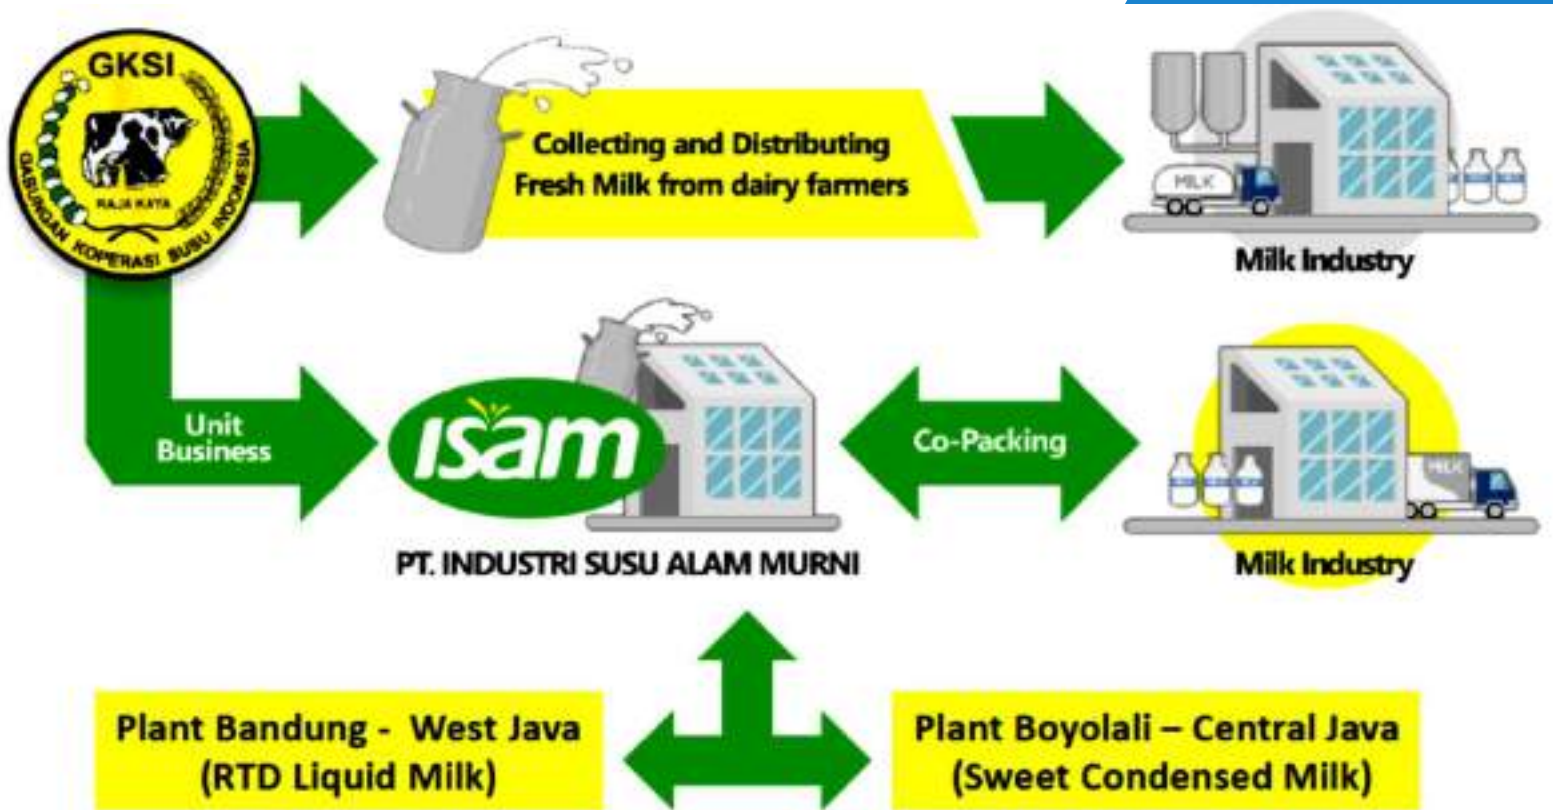 GKSI
RAJA KAYA
GABUNGAN KOPERASI SUSU INDONESIA
Collecting and Distributing
Fresh Milk from dairy farmers
MILK
Milk Industry
Unit
Business
ısam
Co-Packing
MILK
PT. INDUSTRI SUSU ALAM MURNI
Milk Industry
Plant Bandung - West Java
(RTD Liquid Milk)
Plant Boyolali – Central Java
(Sweet Condensed Milk)